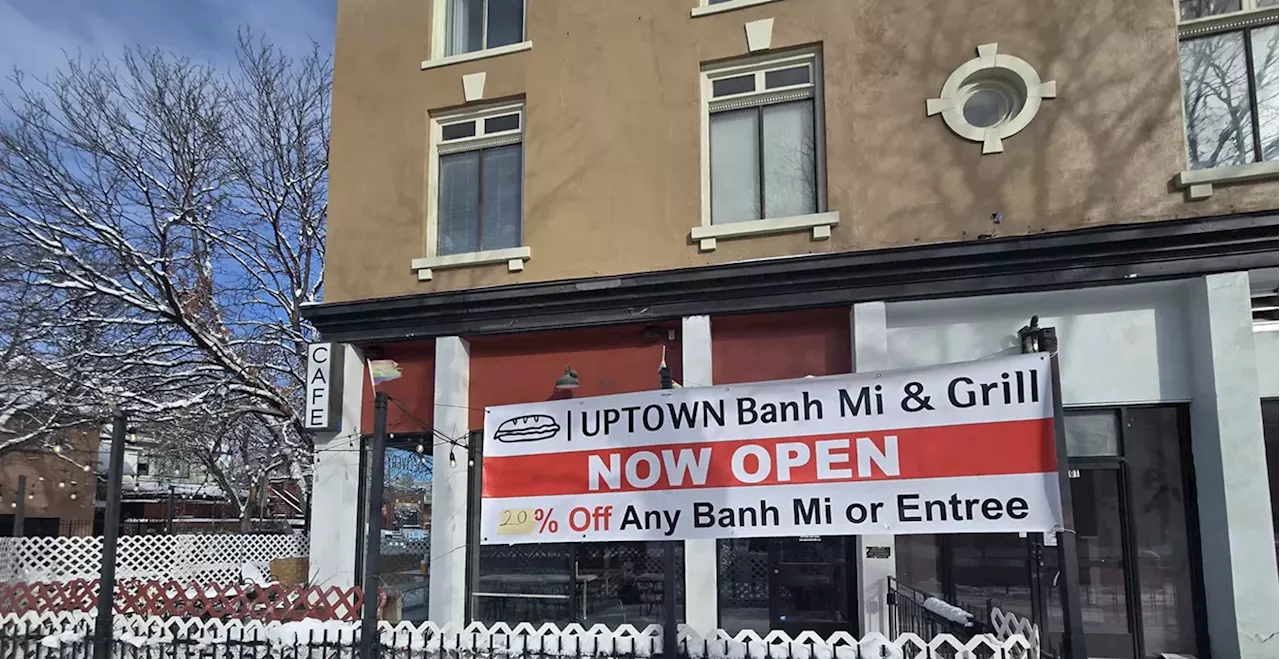 CAFE
UPTOWN Banh Mi & Grill
NOW OPEN
20% Off Any Banh Mi or Entree